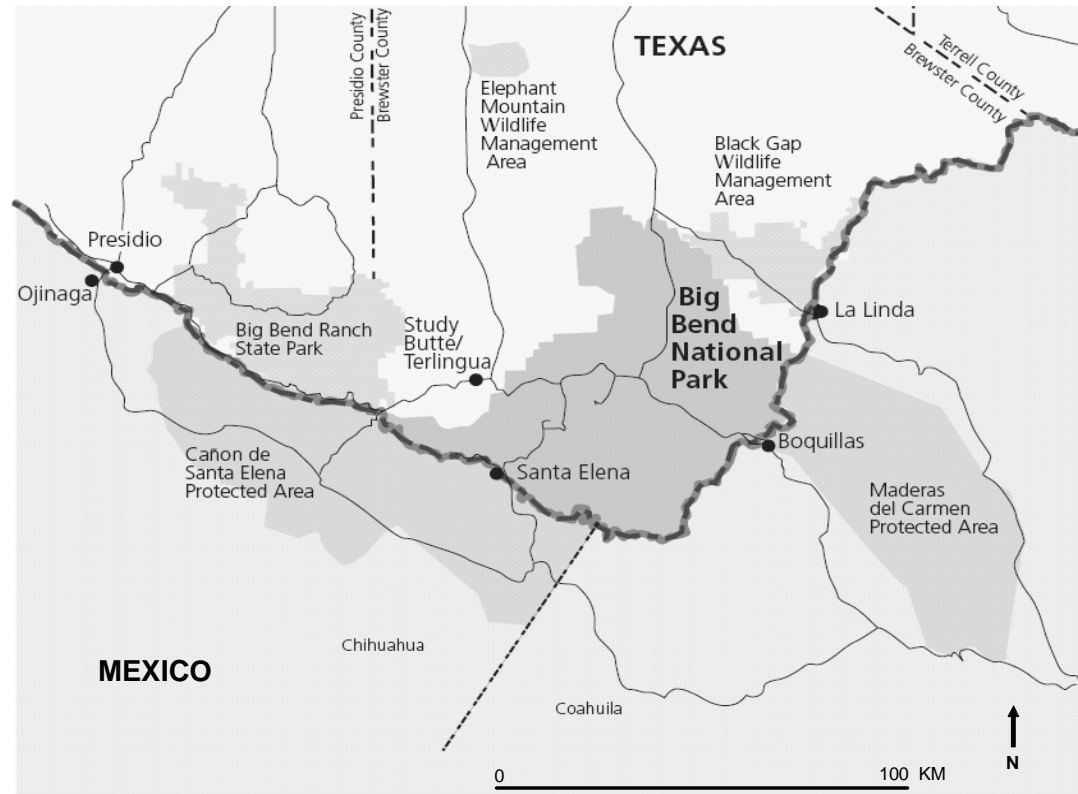 TEXAS
Presidio County
Brewster County
Terrell County
Brewster County
Elephant
Mountain
Wildlife
Management
Area
Black Gap
Wildlife
Management
Area
Presidio
Ojinaga
Big Bend Ranch
State Park
Study
Butte/
Terlingua
Big
Bend
National
Park
La Linda
Cañon de
Santa Elena
Protected Area
Santa Elena
Boquillas
Maderas
del Carmen
Protected Area
Chihuahua
MEXICO
Coahuila
N
0
100 KM